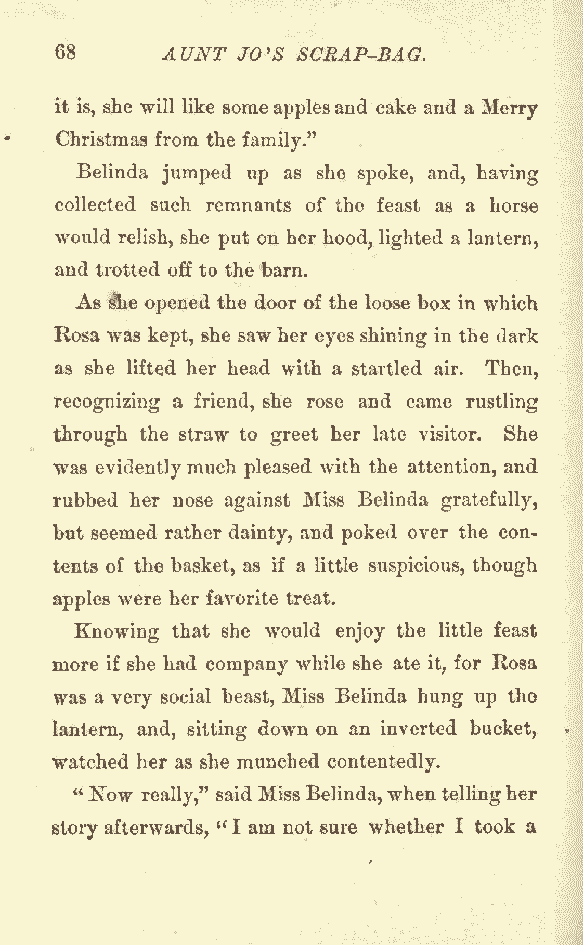 68 AUNT JO'S SCRAP-BAG.
it is, she will like some apples and cake and a Merry
Christmas from the family."
Belinda jumped up as she spoke, and, having
collected such remnants of the feast as a horse
would relish, she put on her hood, lighted a lantern,
and trotted off to the barn.
As she opened the door of the loose box in which
Rosa was kept, she saw her eyes shining in the dark
as she lifted her head with a startled air. Then,
recognizing a friend, she rose and came rustling
through the straw to greet her late visitor. She
was evidently much pleased with the attention, and
rubbed her nose against Miss Belinda gratefully,
but seemed rather dainty, and poked over the con-
tents of the basket, as if a little suspicious, though
apples were her favorite treat.
Knowing that she would enjoy the little feast
more if she had company while she ate it, for Rosa
was a very social beast, Miss Belinda hung up the
lantern, and, sitting down on an inverted bucket,
watched her as she munched contentedly.
"Now really," said Miss Belinda, when telling her
story afterwards, "I am not sure whether I took a